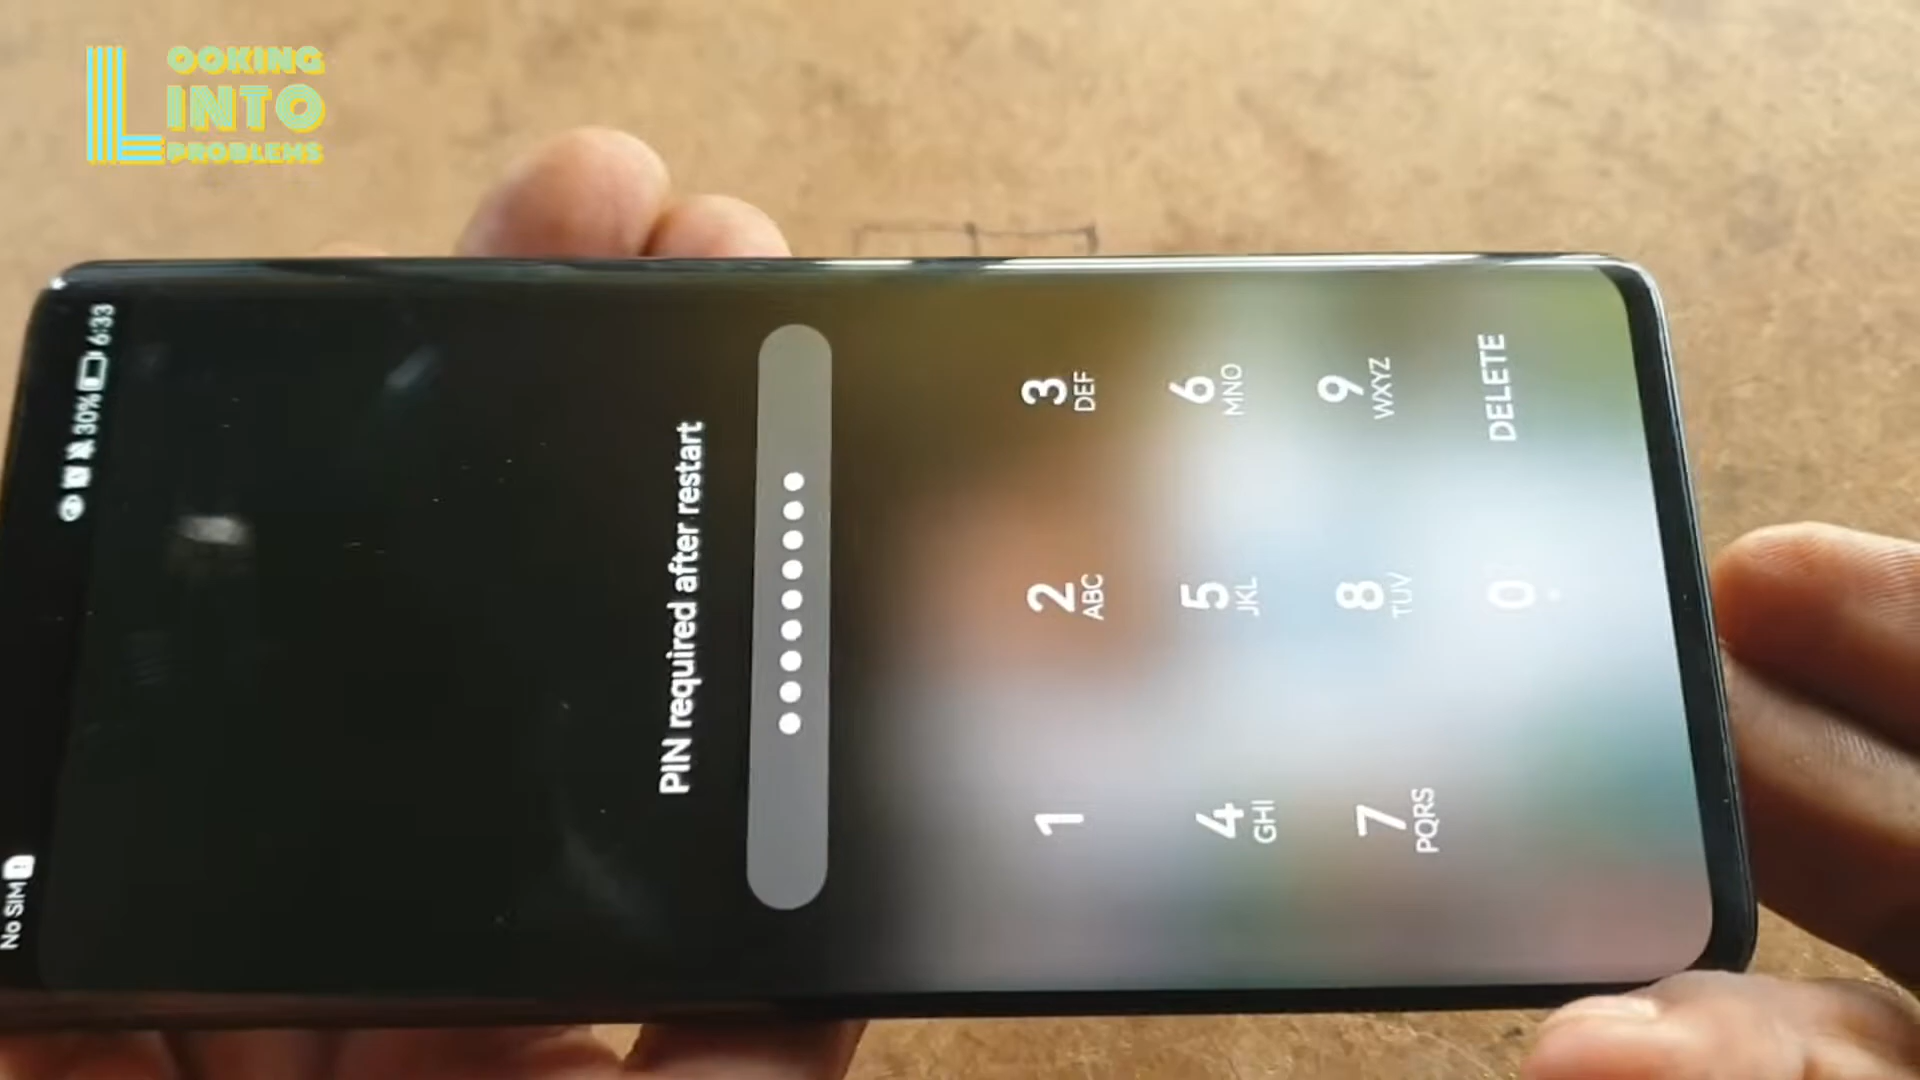 LOOKING
INTO
PROBLEMS
No SIM
30% 6:33
PIN required after restart
1
2
ABC
3
DEF
4
GHI
5
JKL
6
MNO
7
PQRS
8
TUV
9
WXYZ
0
DELETE